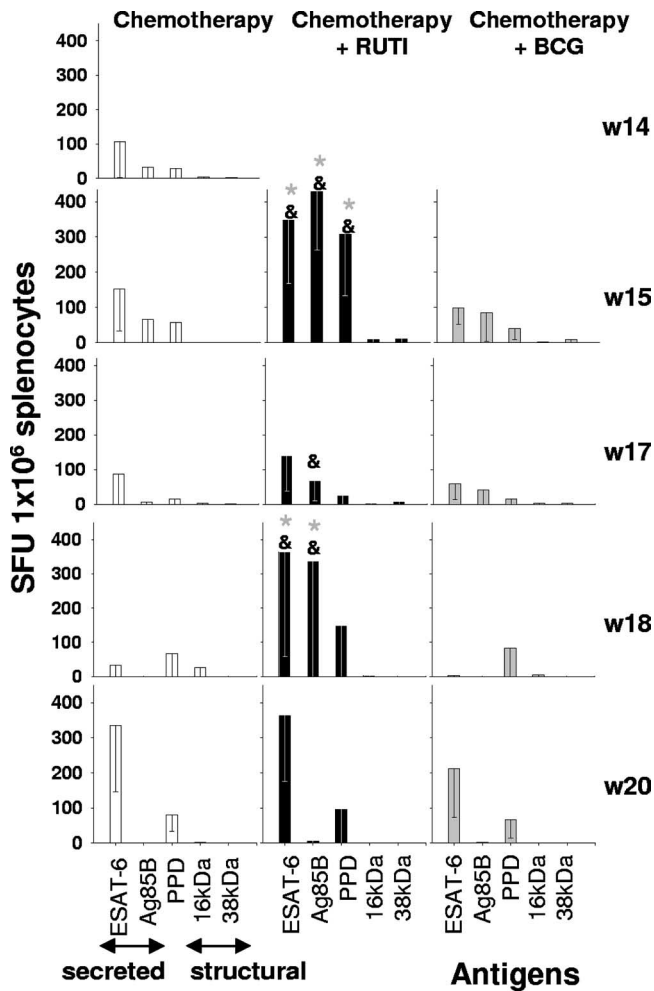 Chemotherapy
Chemotherapy
+ RUTI
Chemotherapy
+ BCG
SFU 1x10⁶ splenocytes
400
300
200
100
0
w14
* * *
& & &
400
300
200
100
0
w15
400
300
200
100
0
&
w17
* *
& &
400
300
200
100
0
w18
400
300
200
100
0
w20
ESAT-6 Ag85B PPD 16kDa 38kDa
ESAT-6 Ag85B PPD 16kDa 38kDa
ESAT-6 Ag85B PPD 16kDa 38kDa
secreted structural
Antigens